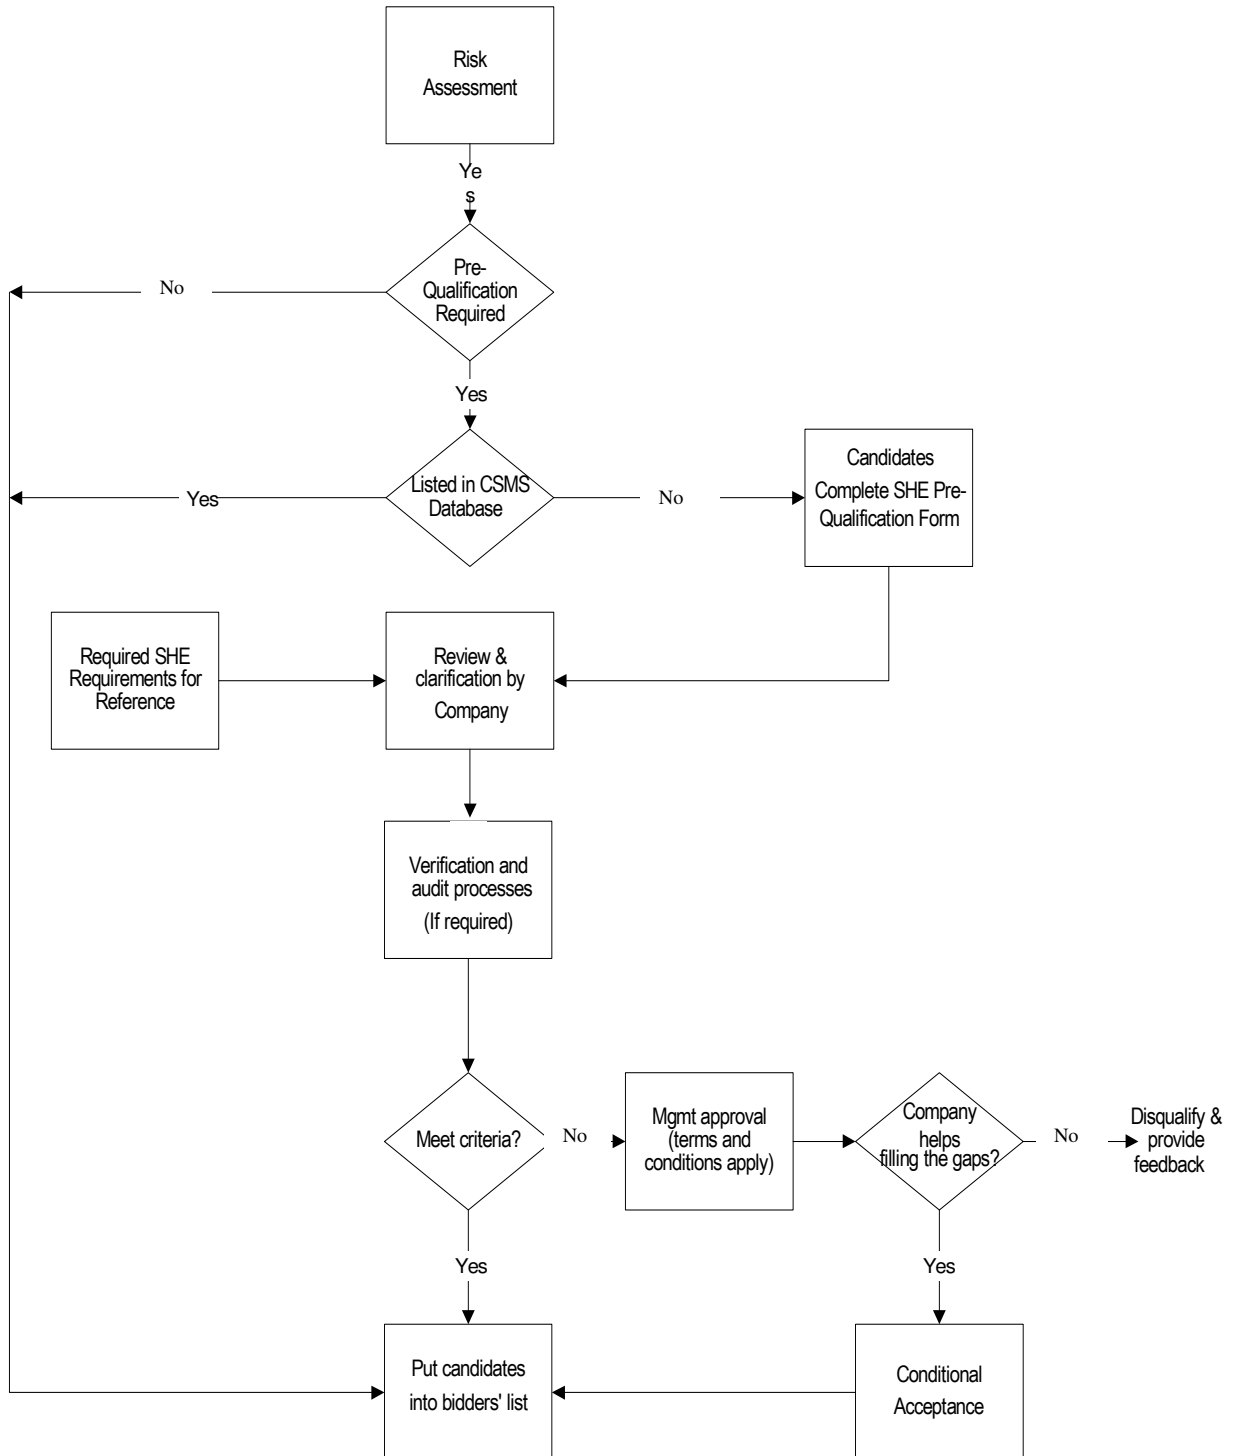 Risk
Assessment
Ye
s
Pre-
Qualification
Required
No
Yes
Listed in CSMS
Database
Yes
No
Candidates
Complete SHE Pre-
Qualification Form
Required SHE
Requirements for
Reference
Review &
clarification by
Company
Verification and
audit processes
(If required)
Meet criteria?
No
Mgmt approval
(terms and
conditions apply)
Company
helps
filling the gaps?
No
Disqualify &
provide
feedback
Yes
Yes
Put candidates
into bidders' list
Conditional
Acceptance